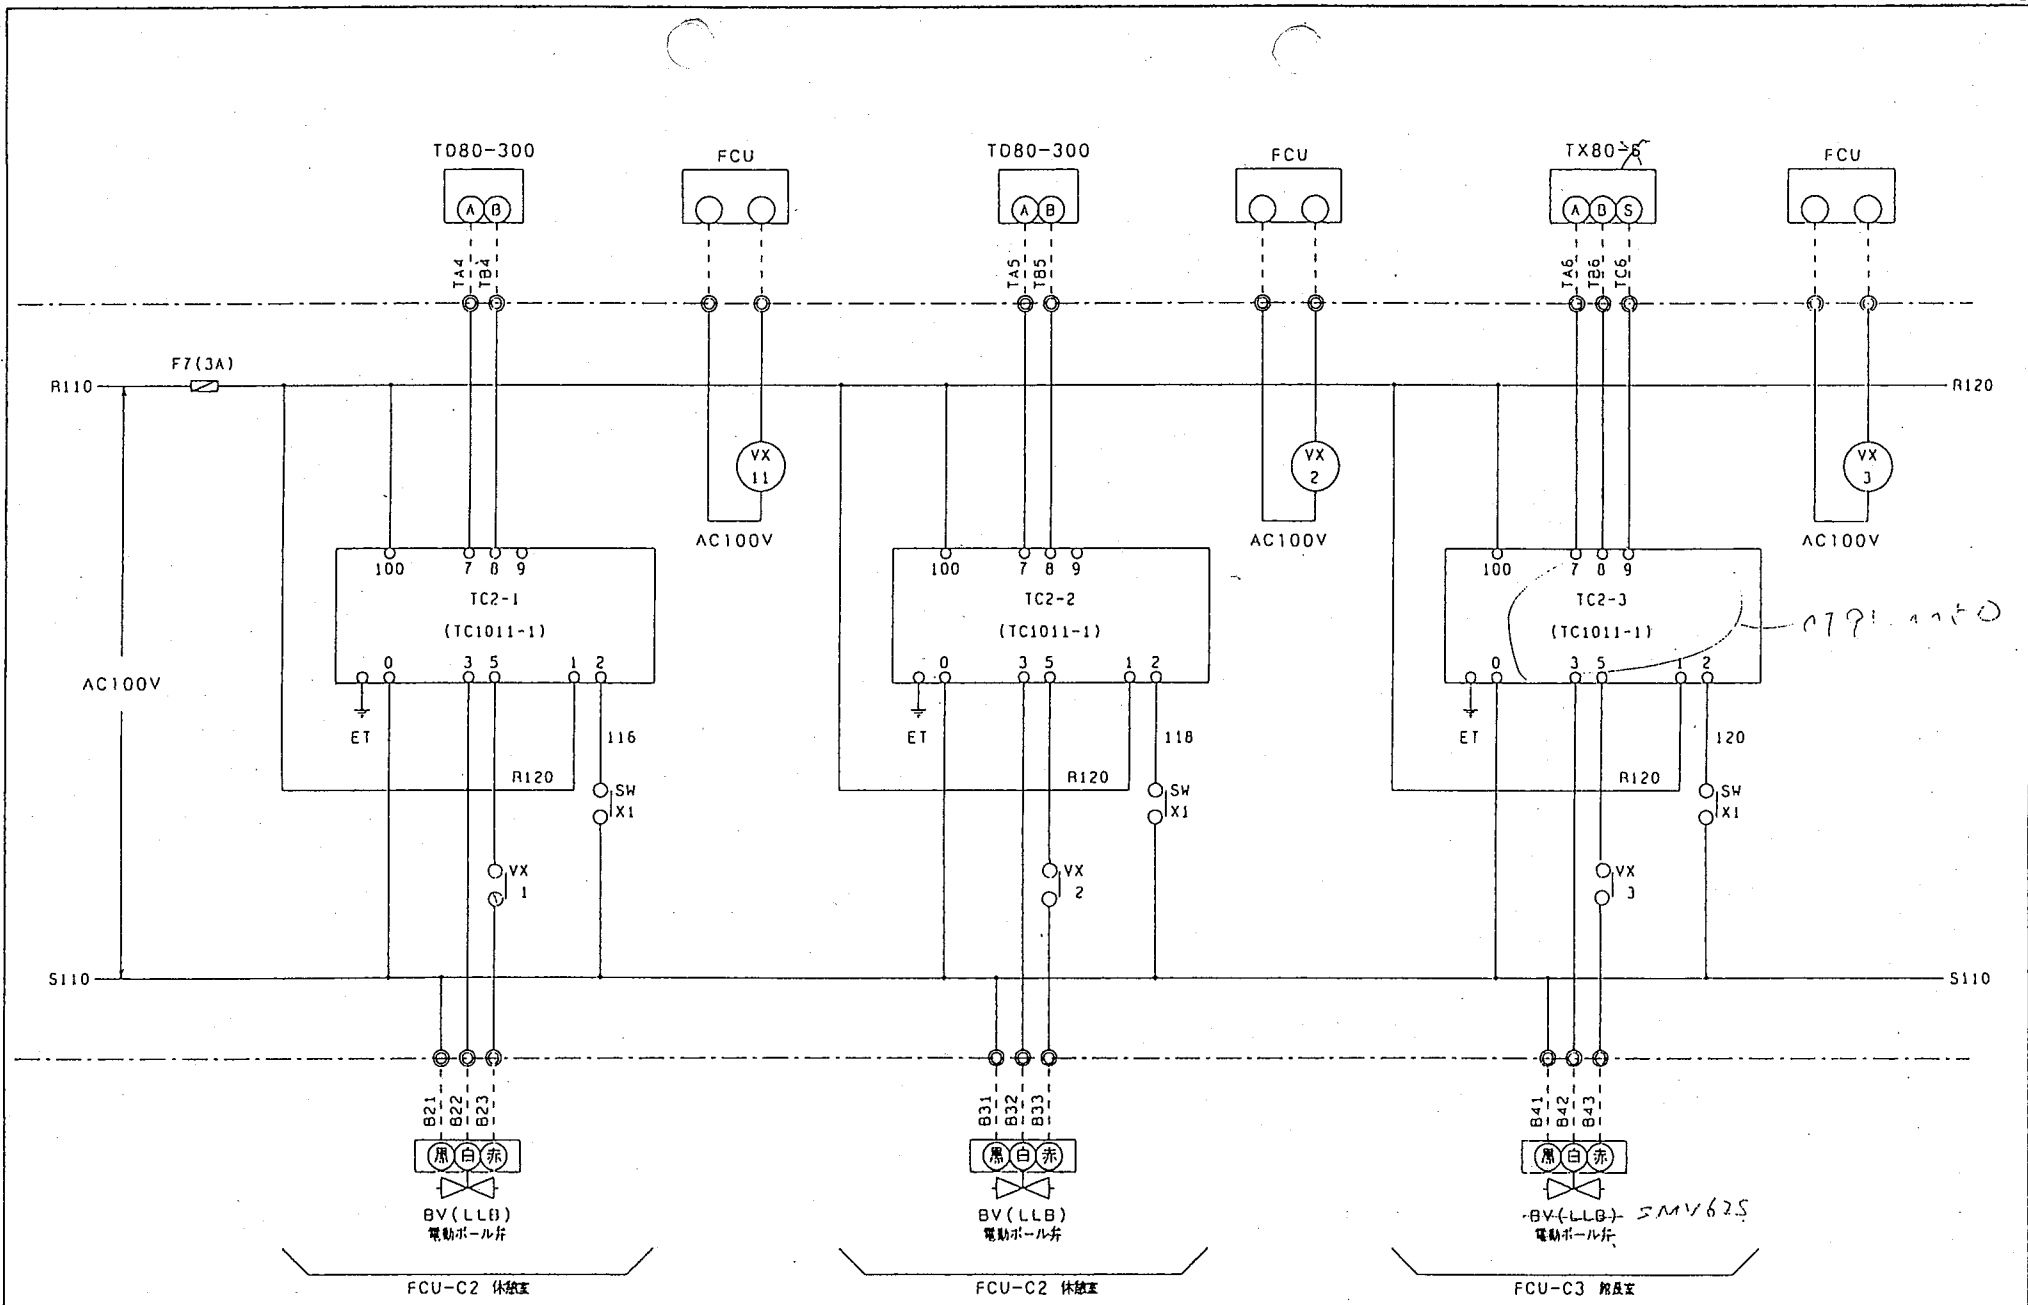 TD80-300
FCU
TD80-300
FCU
TX80-5
FCU
A B
A B
A B S
TA4
TB4
TA5
TB5
TA6
TB6
TC6
F7(3A)
R110
R120
VX
11
VX
2
VX
3
AC100V
AC100V
AC100V
100 7 8 9
TC2-1
(TC1011-1)
0 3 5 1 2
100 7 8 9
TC2-2
(TC1011-1)
0 3 5 1 2
100 7 8 9
TC2-3
(TC1011-1)
0 3 5 1 2
AC100V
ET
116
R120
SW
X1
ET
118
R120
SW
X1
ET
120
R120
SW
X1
VX
1
VX
2
VX
3
S110
S110
B21
B22
B23
B31
B32
B33
B41
B42
B43
黒 白 赤
黒 白 赤
黒 白 赤
BV(LLB)
電動ボール弁
BV(LLB)
電動ボール弁
BV(LLB) SMV625
電動ボール弁
FCU-C2 休憩室
FCU-C2 休憩室
FCU-C3 館長室